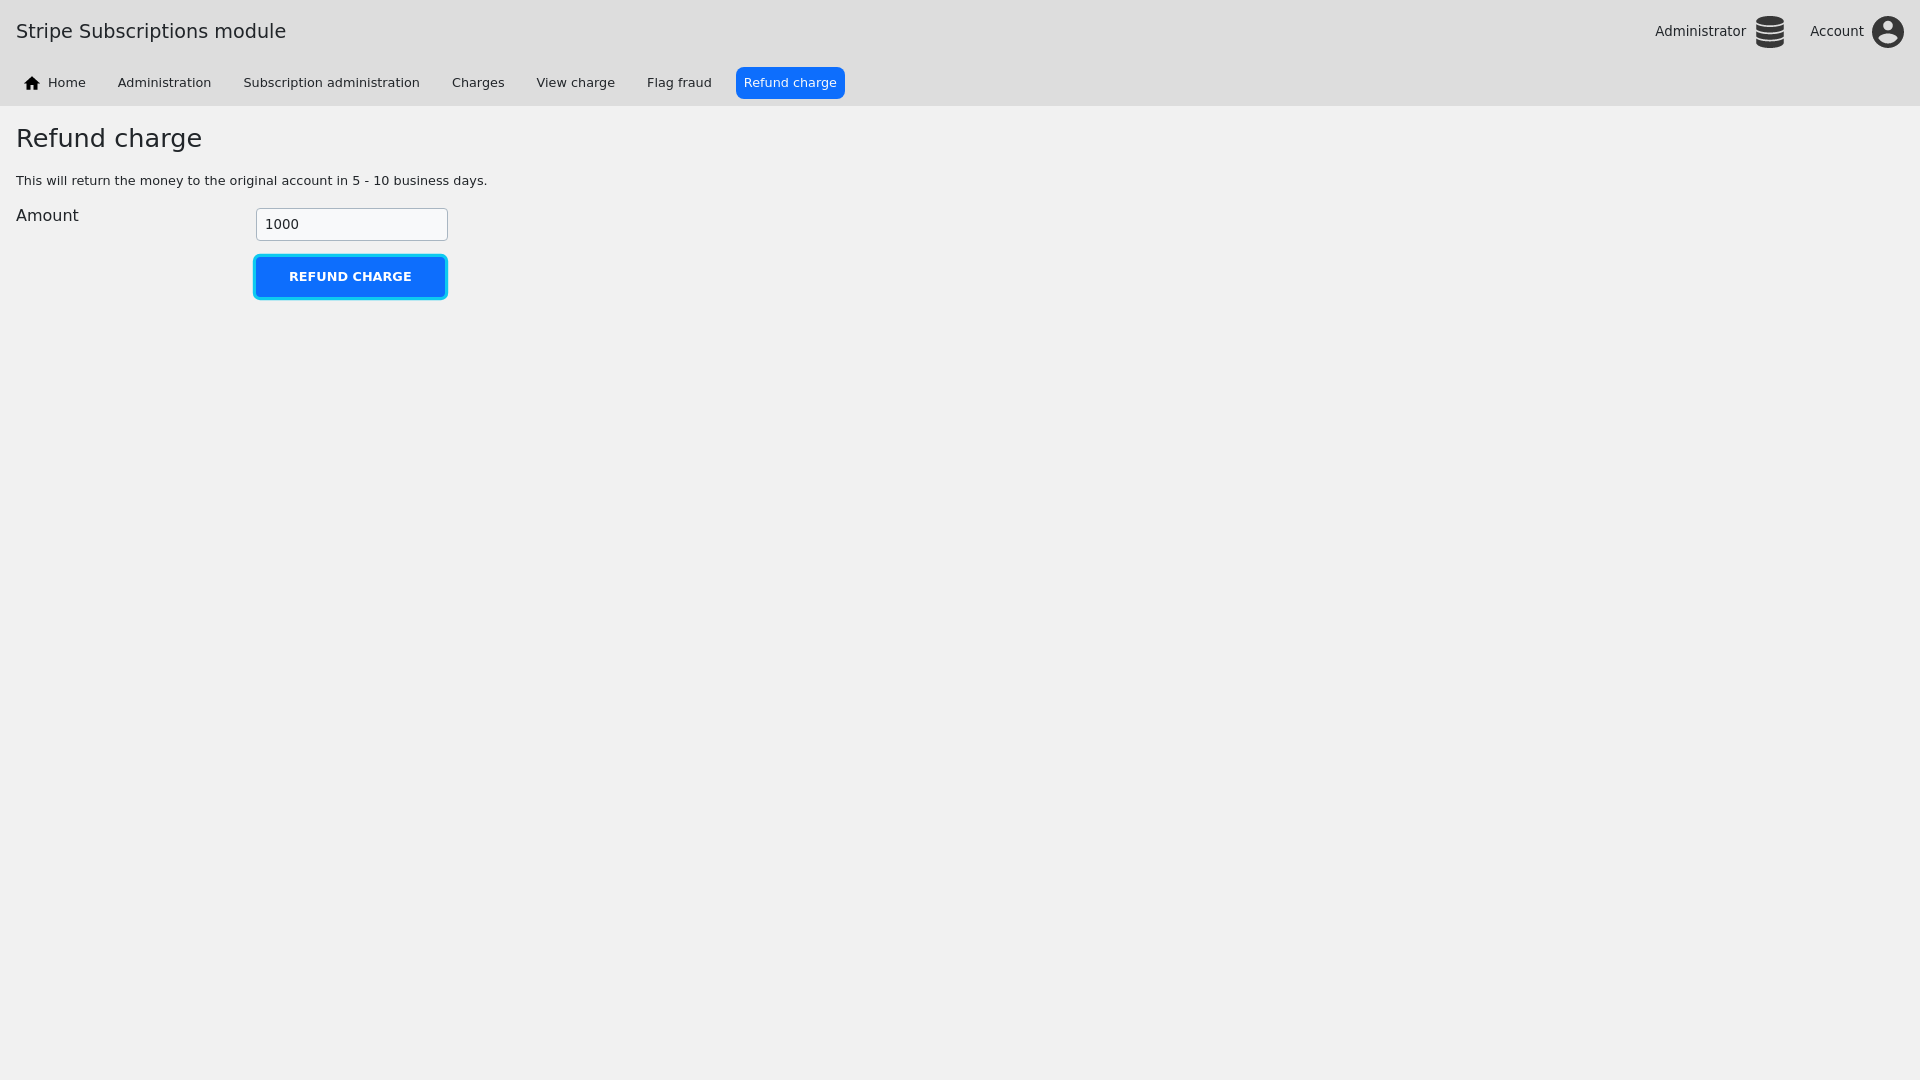 Stripe Subscriptions module
Administrator
Account
Home
Administration
Subscription administration
Charges
View charge
Flag fraud
Refund charge
Refund charge
This will return the money to the original account in 5 - 10 business days.
Amount
1000
REFUND CHARGE